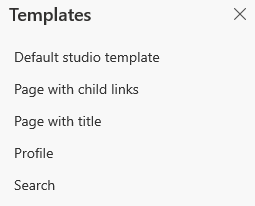 Templates
Default studio template
Page with child links
Page with title
Profile
Search